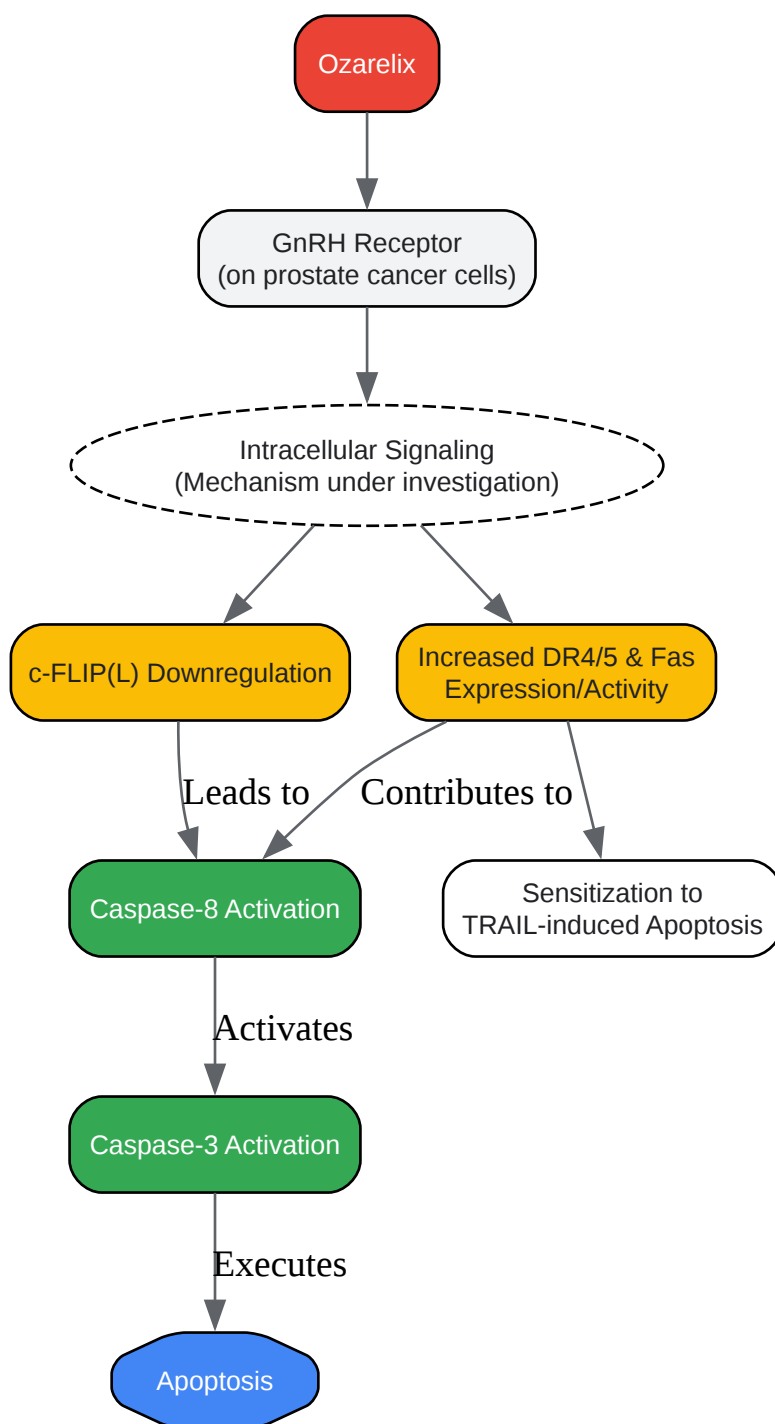 Ozarelix
GnRH Receptor
(on prostate cancer cells)
Intracellular Signaling
(Mechanism under investigation)
c-FLIP(L) Downregulation
Increased DR4/5 & Fas
Expression/Activity
Leads to
Contributes to
Caspase-8 Activation
Sensitization to
TRAIL-induced Apoptosis
Activates
Caspase-3 Activation
Executes
Apoptosis